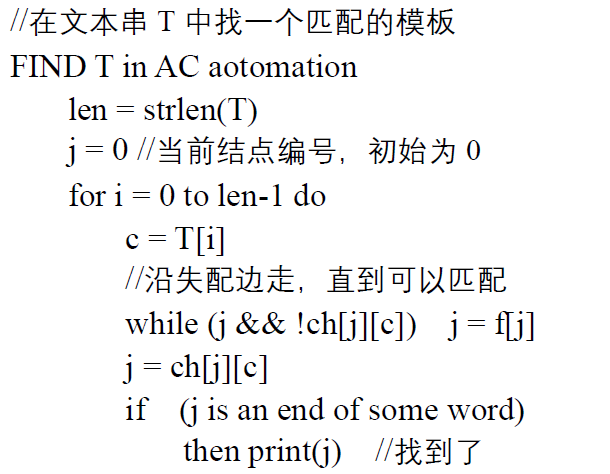 //在文本串 T 中找一个匹配的模板
FIND T in AC aotomation
len = strlen(T)
j = 0 //当前结点编号，初始为 0
for i = 0 to len-1 do
c = T[i]
//沿失配边走，直到可以匹配
while (j && !ch[j][c]) j = f[j]
j = ch[j][c]
if (j is an end of some word)
then print(j) //找到了